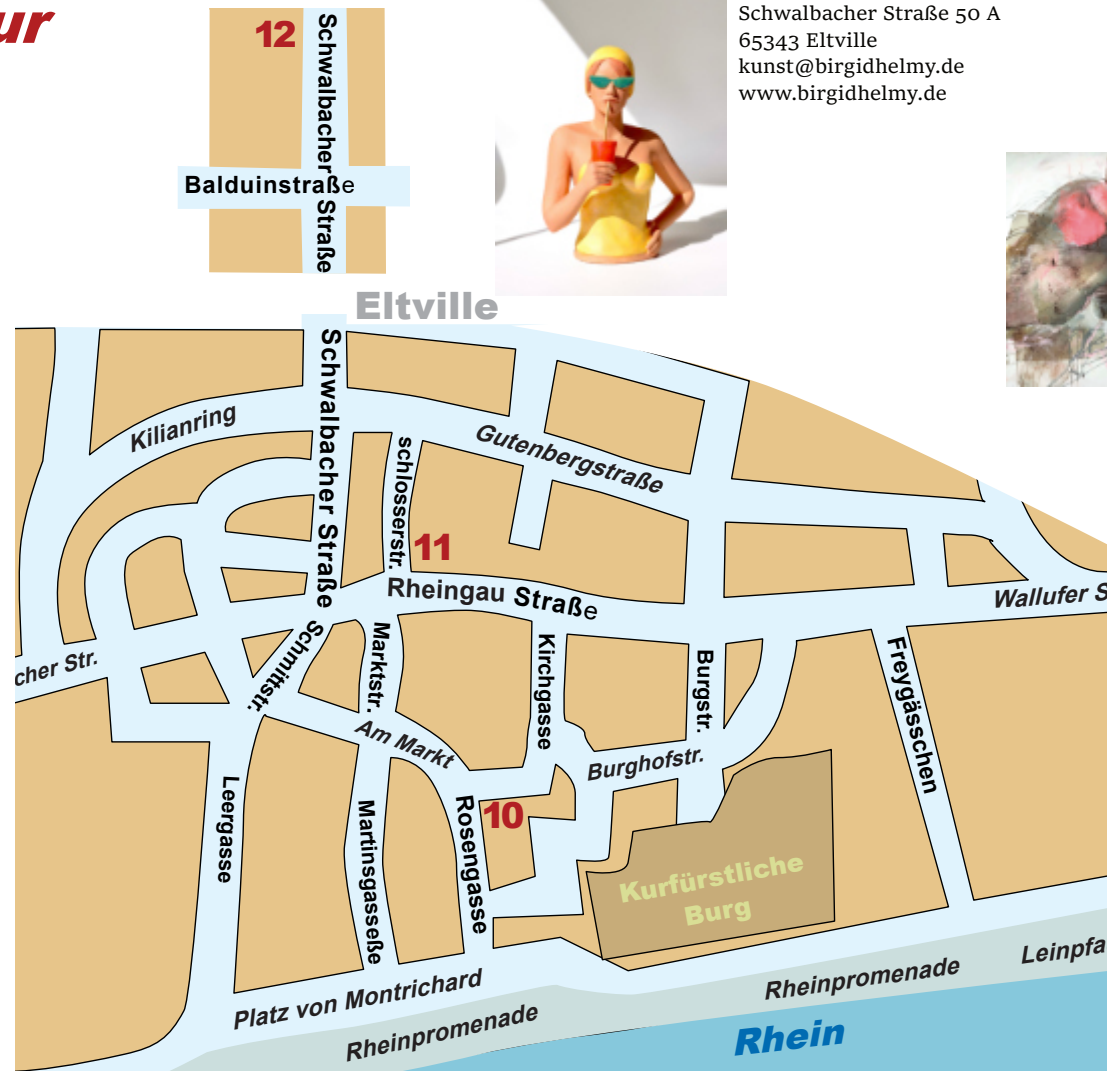 ur
12
Schwalbacher Straße
Balduinstraße
Schwalbacher Straße 50 A
65343 Eltville
kunst@birgidhelmy.de
www.birgidhelmy.de
Eltville
Schwalbacher Straße
Kilianring
schlosserstr.
Gutenbergstraße
11
Rheingau Straße
Wallufer S
cher Str.
Schmittstr.
Marktstr.
Kirchgasse
Burgstr.
Freygässchen
Am Markt
Burghofstr.
Leergasse
Martinsgasseße
Rosengasse
10
Kurfürstliche
Burg
Platz von Montrichard
Rheinpromenade
Rheinpromenade
Leinpfa
Rhein